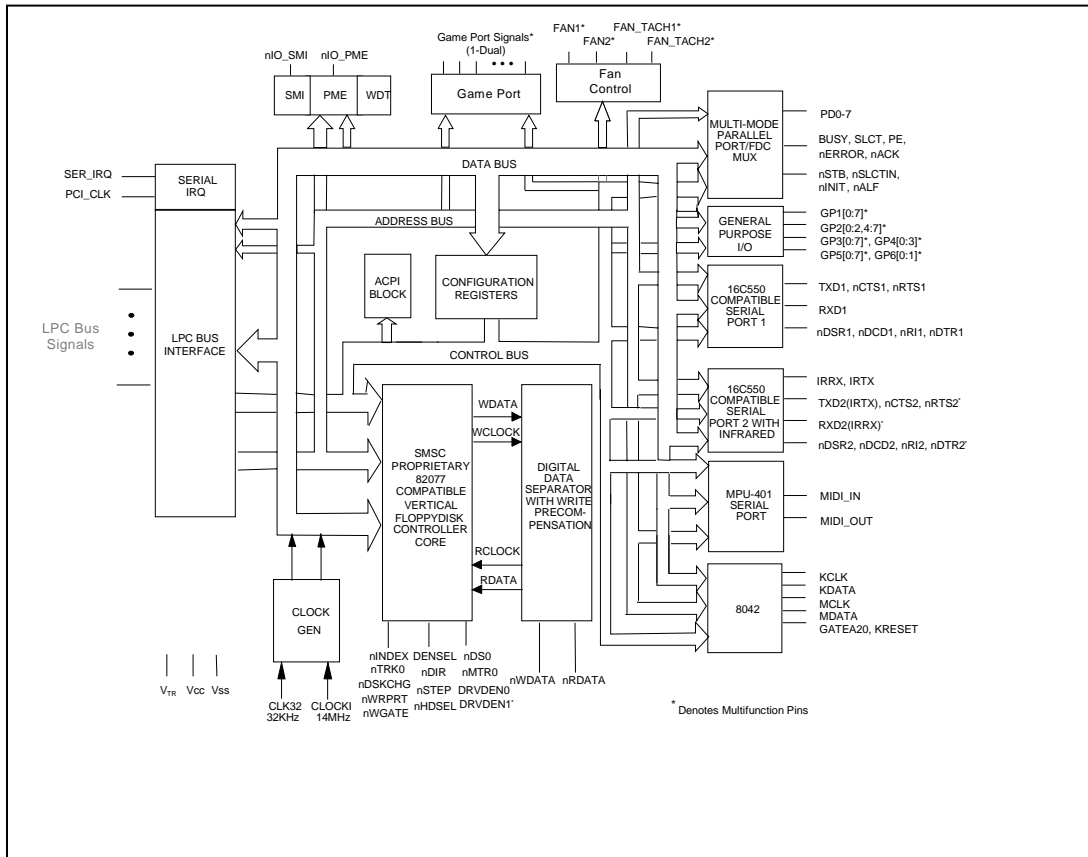 FAN1*
FAN_TACH1*
FAN2*
FAN_TACH2*
Game Port Signals*
(1-Dual)
nIO_SMI
nIO_PME
SMI
PME
WDT
Game Port
Fan
Control
MULTI-MODE
PARALLEL
PORT/FDC
MUX
PD0-7
BUSY, SLCT, PE,
nERROR, nACK
nSTB, nSLCTIN,
nINIT, nALF
DATA BUS
SER_IRQ
PCI_CLK
SERIAL
IRQ
ADDRESS BUS
GENERAL
PURPOSE
I/O
GP1[0:7]*
GP2[0:2,4:7]*
GP3[0:7]*, GP4[0:3]*
GP5[0:7]*, GP6[0:1]*
ACPI
BLOCK
CONFIGURATION
REGISTERS
16C550
COMPATIBLE
SERIAL
PORT 1
TXD1, nCTS1, nRTS1
RXD1
nDSR1, nDCD1, nRI1, nDTR1
LPC Bus
Signals
LPC BUS
INTERFACE
CONTROL BUS
16C550
COMPATIBLE
SERIAL
PORT 2 WITH
INFRARED
IRRX, IRTX
TXD2(IRTX), nCTS2, nRTS2*
RXD2(IRRX)*
nDSR2, nDCD2, nRI2, nDTR2*
SMSC
PROPRIETARY
82077
COMPATIBLE
VERTICAL
FLOPPYDISK
CONTROLLER
CORE
WDATA
WCLOCK
RCLOCK
RDATA
DIGITAL
DATA
SEPARATOR
WITH WRITE
PRECOM-
PENSATION
MPU-401
SERIAL
PORT
MIDI_IN
MIDI_OUT
8042
KCLK
KDATA
MCLK
MDATA
GATEA20, KRESET
CLOCK
GEN
VTR
Vcc
Vss
CLK32
32KHz
CLOCKI
14MHz
nINDEX
nTRK0
nDSKCHG
nWRPRT
nWGATE
DENSEL
nDIR
nSTEP
nHDSEL
nDS0
nMTR0
DRVDEN0
DRVDEN1*
nWDATA
nRDATA
* Denotes Multifunction Pins